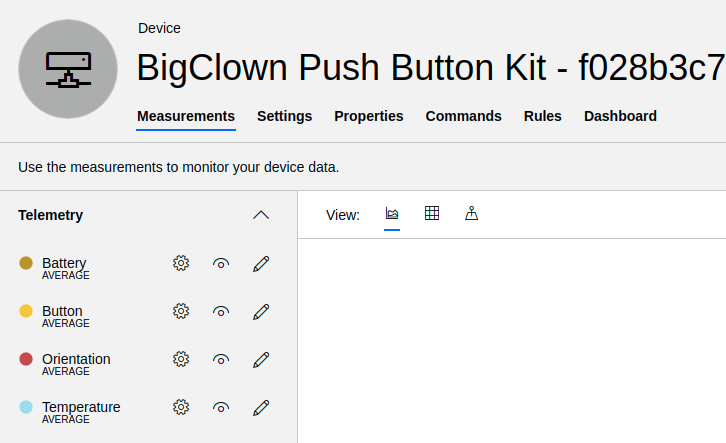 Device
BigClown Push Button Kit - f028b3c7
Measurements Settings Properties Commands Rules Dashboard
Use the measurements to monitor your device data.
Telemetry
View:
Battery
AVERAGE
Button
AVERAGE
Orientation
AVERAGE
Temperature
AVERAGE